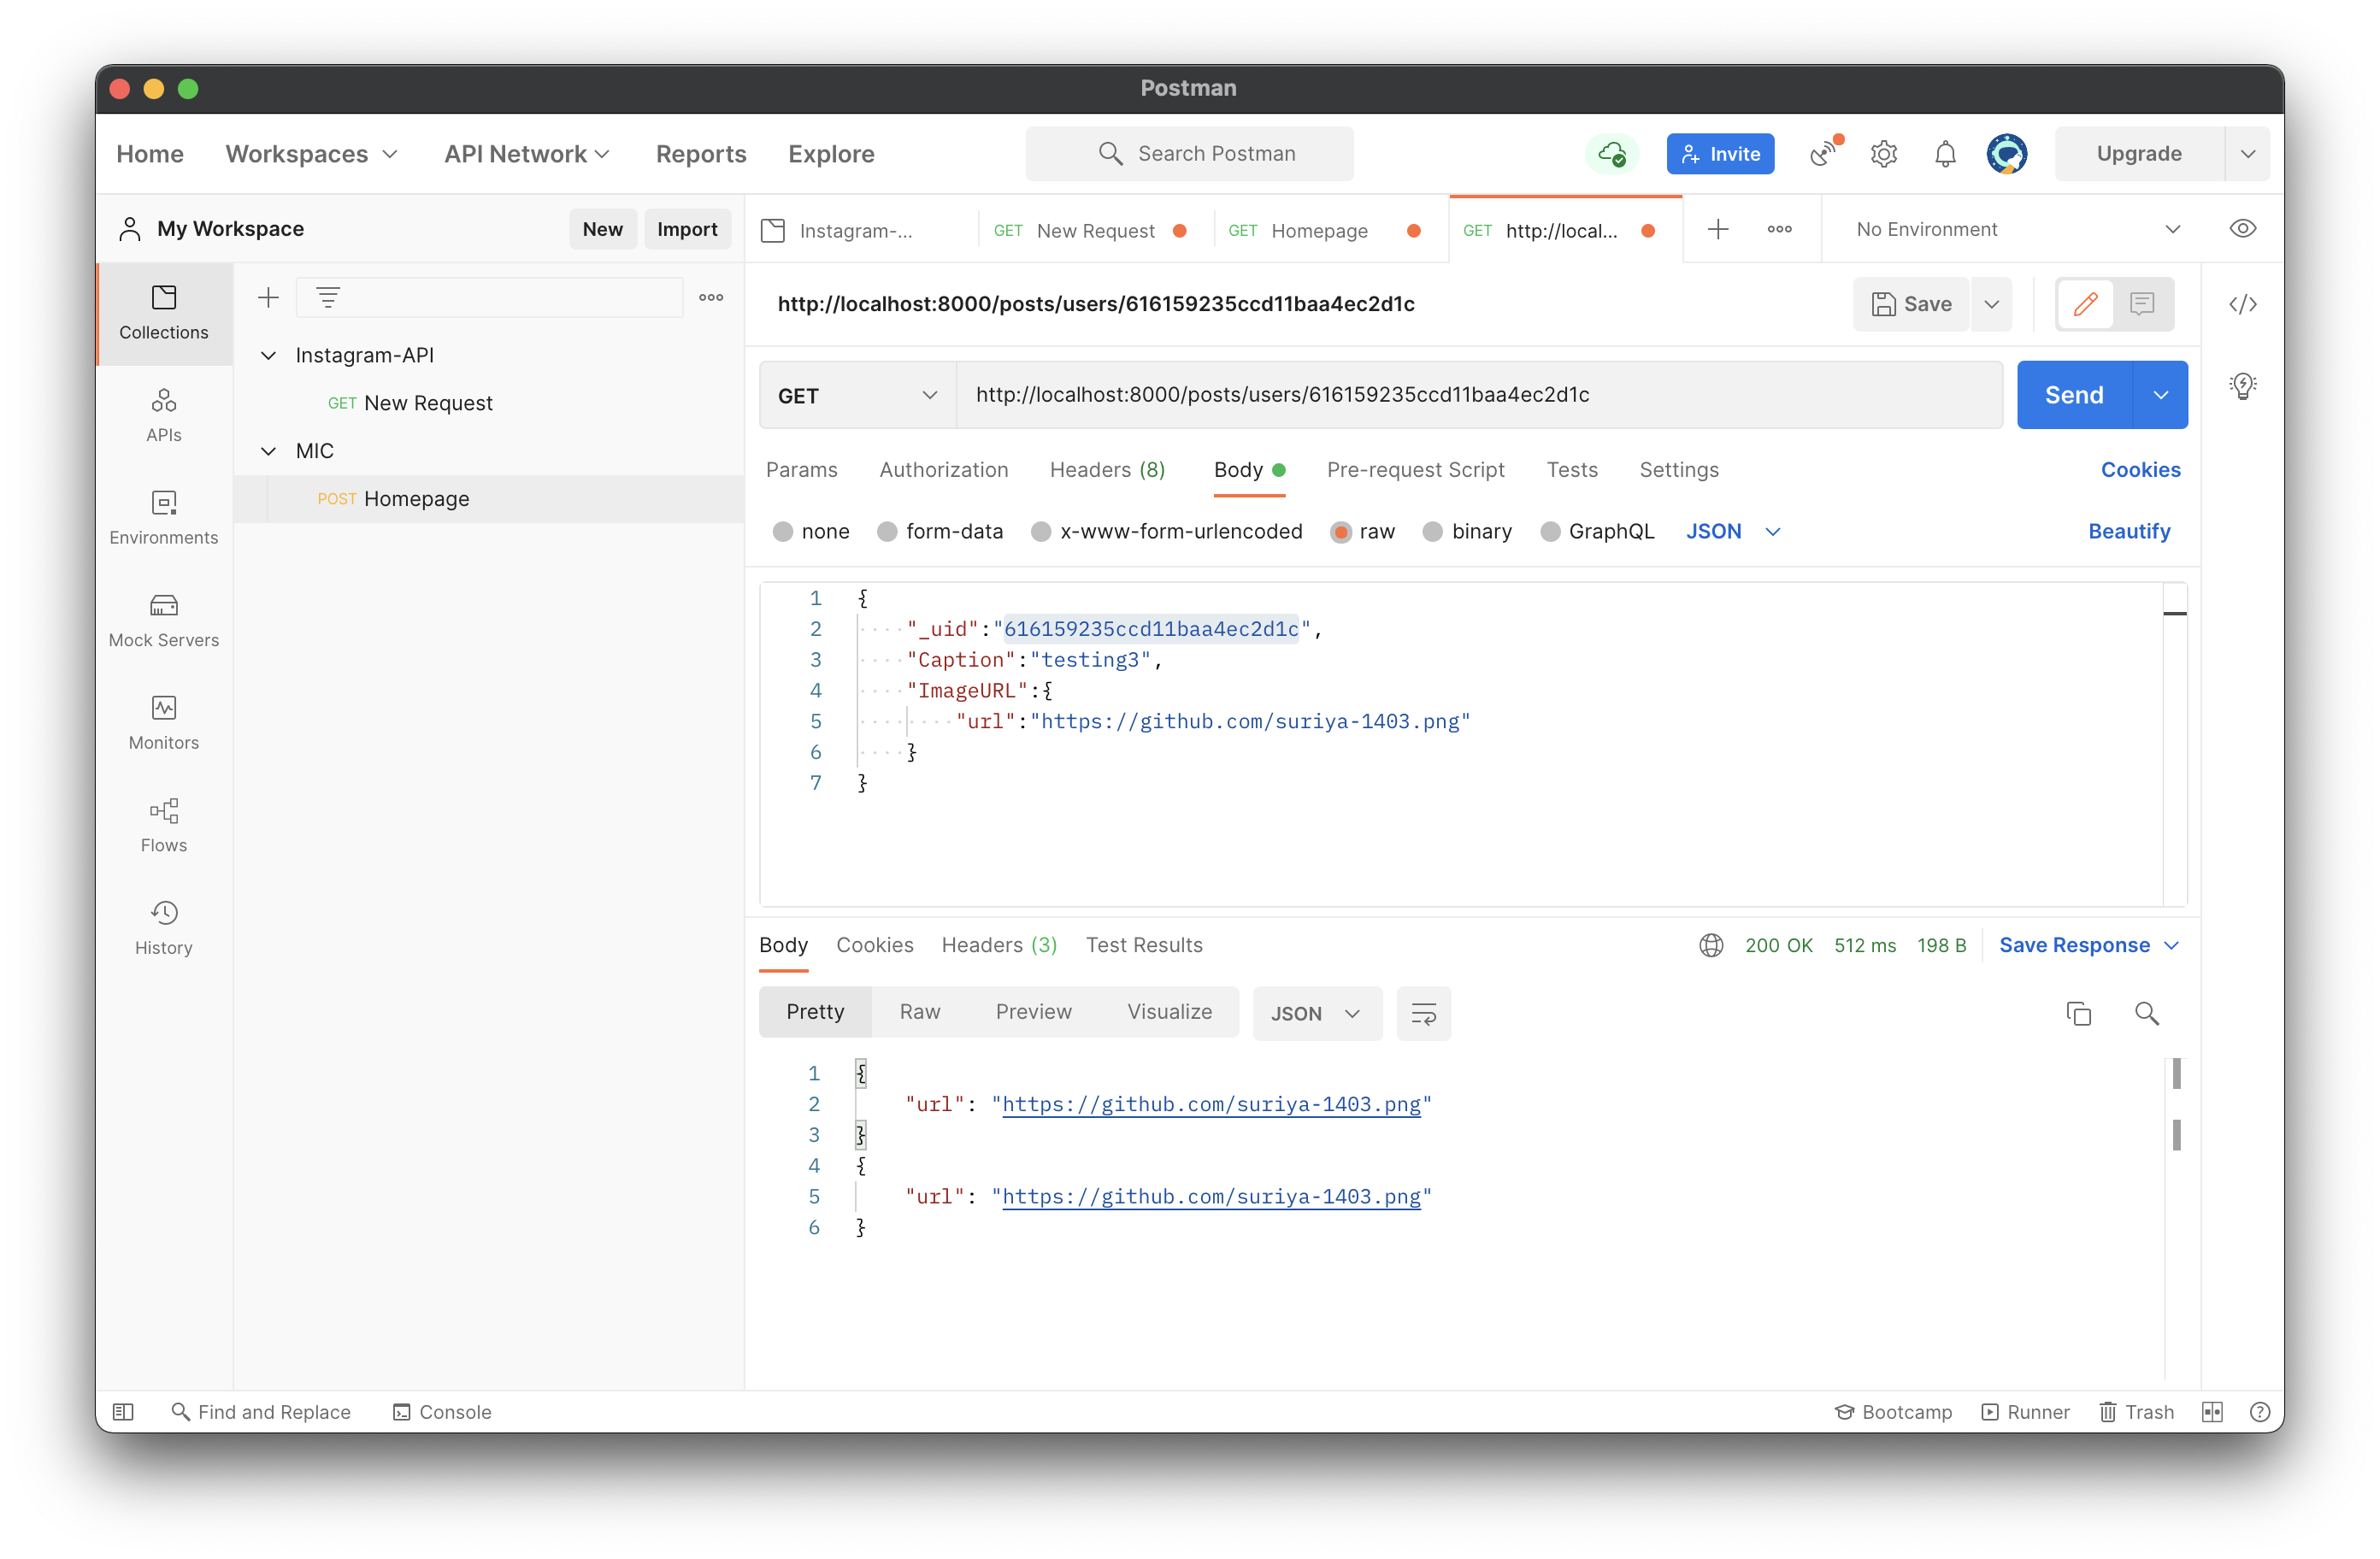 Postman
Home Workspaces API Network Reports Explore Search Postman Invite Upgrade
My Workspace New Import Instagram-... GET New Request GET Homepage GET http://local... No Environment
Collections
APIs
Environments
Mock Servers
Monitors
Flows
History
Instagram-API
GET New Request
MIC
POST Homepage
http://localhost:8000/posts/users/616159235ccd11baa4ec2d1c Save
GET http://localhost:8000/posts/users/616159235ccd11baa4ec2d1c Send
Params Authorization Headers (8) Body Pre-request Script Tests Settings Cookies
none form-data x-www-form-urlencoded raw binary GraphQL JSON Beautify
1 {
2 "_uid":"616159235ccd11baa4ec2d1c",
3 "Caption":"testing3",
4 "ImageURL":{
5 "url":"https://github.com/suriya-1403.png"
6 }
7 }
Body Cookies Headers (3) Test Results 200 OK 512 ms 198 B Save Response
Pretty Raw Preview Visualize JSON
1 {
2 "url": "https://github.com/suriya-1403.png"
3 }
4 {
5 "url": "https://github.com/suriya-1403.png"
6 }
Find and Replace Console Bootcamp Runner Trash